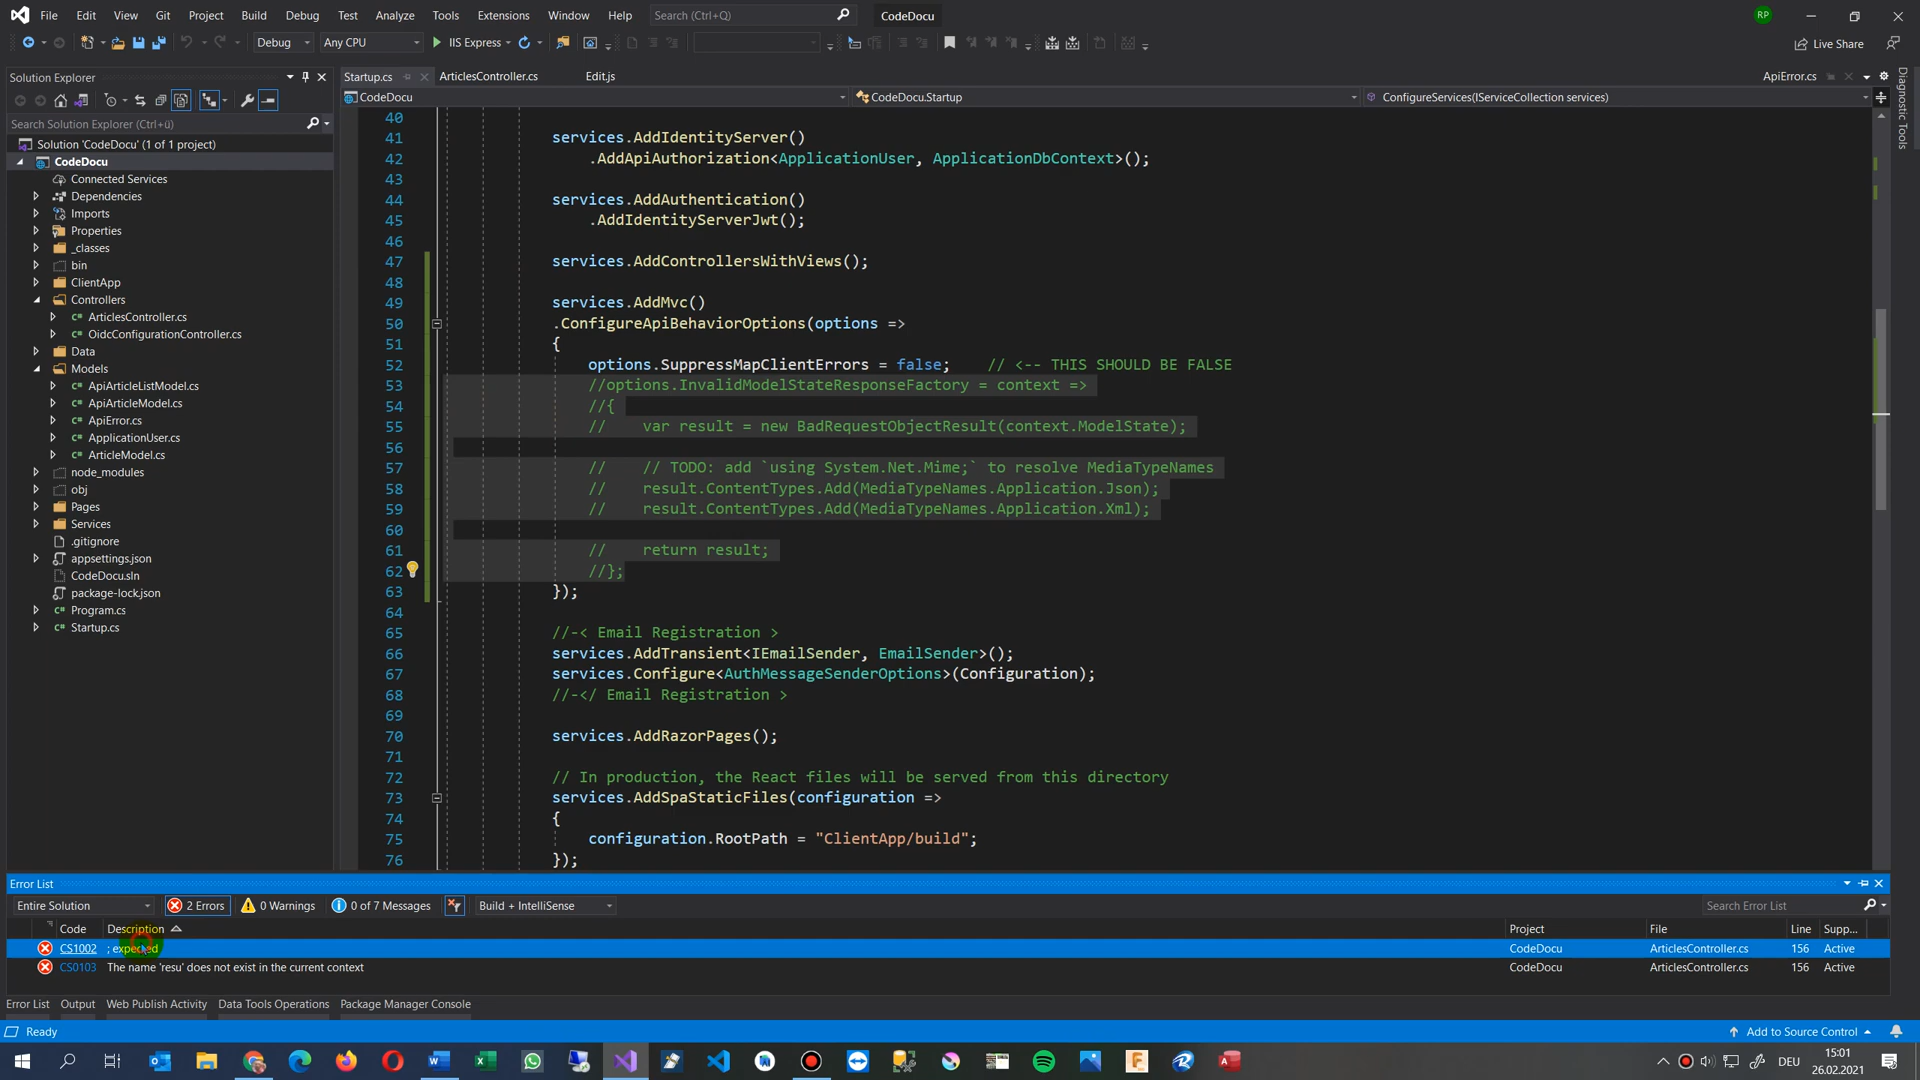 File Edit View Git Project Build Debug Test Analyze Tools Extensions Window Help Search (Ctrl+Q) CodeDocu RP
Debug Any CPU IIS Express Live Share
Solution Explorer
Startup.cs ArticlesController.cs Edit.js ApiError.cs
CodeDocu CodeDocu.Startup ConfigureServices(IServiceCollection services)
Diagnostic Tools
Search Solution Explorer (Ctrl+ü)
Solution 'CodeDocu' (1 of 1 project)
CodeDocu
Connected Services
Dependencies
Imports
Properties
_classes
bin
ClientApp
Controllers
ArticlesController.cs
OidcConfigurationController.cs
Data
Models
ApiArticleListModel.cs
ApiArticleModel.cs
ApiError.cs
ApplicationUser.cs
ArticleModel.cs
node_modules
obj
Pages
Services
.gitignore
appsettings.json
CodeDocu.sln
package-lock.json
Program.cs
Startup.cs
40
41 services.AddIdentityServer()
42 .AddApiAuthorization<ApplicationUser, ApplicationDbContext>();
43
44 services.AddAuthentication()
45 .AddIdentityServerJwt();
46
47 services.AddControllersWithViews();
48
49 services.AddMvc()
50 .ConfigureApiBehaviorOptions(options =>
51 {
52 options.SuppressMapClientErrors = false; // <-- THIS SHOULD BE FALSE
53 //options.InvalidModelStateResponseFactory = context =>
54 //{
55 // var result = new BadRequestObjectResult(context.ModelState);
56
57 // // TODO: add `using System.Net.Mime;` to resolve MediaTypeNames
58 // result.ContentTypes.Add(MediaTypeNames.Application.Json);
59 // result.ContentTypes.Add(MediaTypeNames.Application.Xml);
60
61 // return result;
62 //};
63 });
64
65 //-< Email Registration >
66 services.AddTransient<IEmailSender, EmailSender>();
67 services.Configure<AuthMessageSenderOptions>(Configuration);
68 //-</ Email Registration >
69
70 services.AddRazorPages();
71
72 // In production, the React files will be served from this directory
73 services.AddSpaStaticFiles(configuration =>
74 {
75 configuration.RootPath = "ClientApp/build";
76 });
Error List
Entire Solution 2 Errors 0 Warnings 0 of 7 Messages Build + IntelliSense Search Error List
Code Description Project File Line Supp...
CS1002 ; expected CodeDocu ArticlesController.cs 156 Active
CS0103 The name 'resu' does not exist in the current context CodeDocu ArticlesController.cs 156 Active
Error List Output Web Publish Activity Data Tools Operations Package Manager Console
Ready Add to Source Control
DEU 15:01
26.02.2021